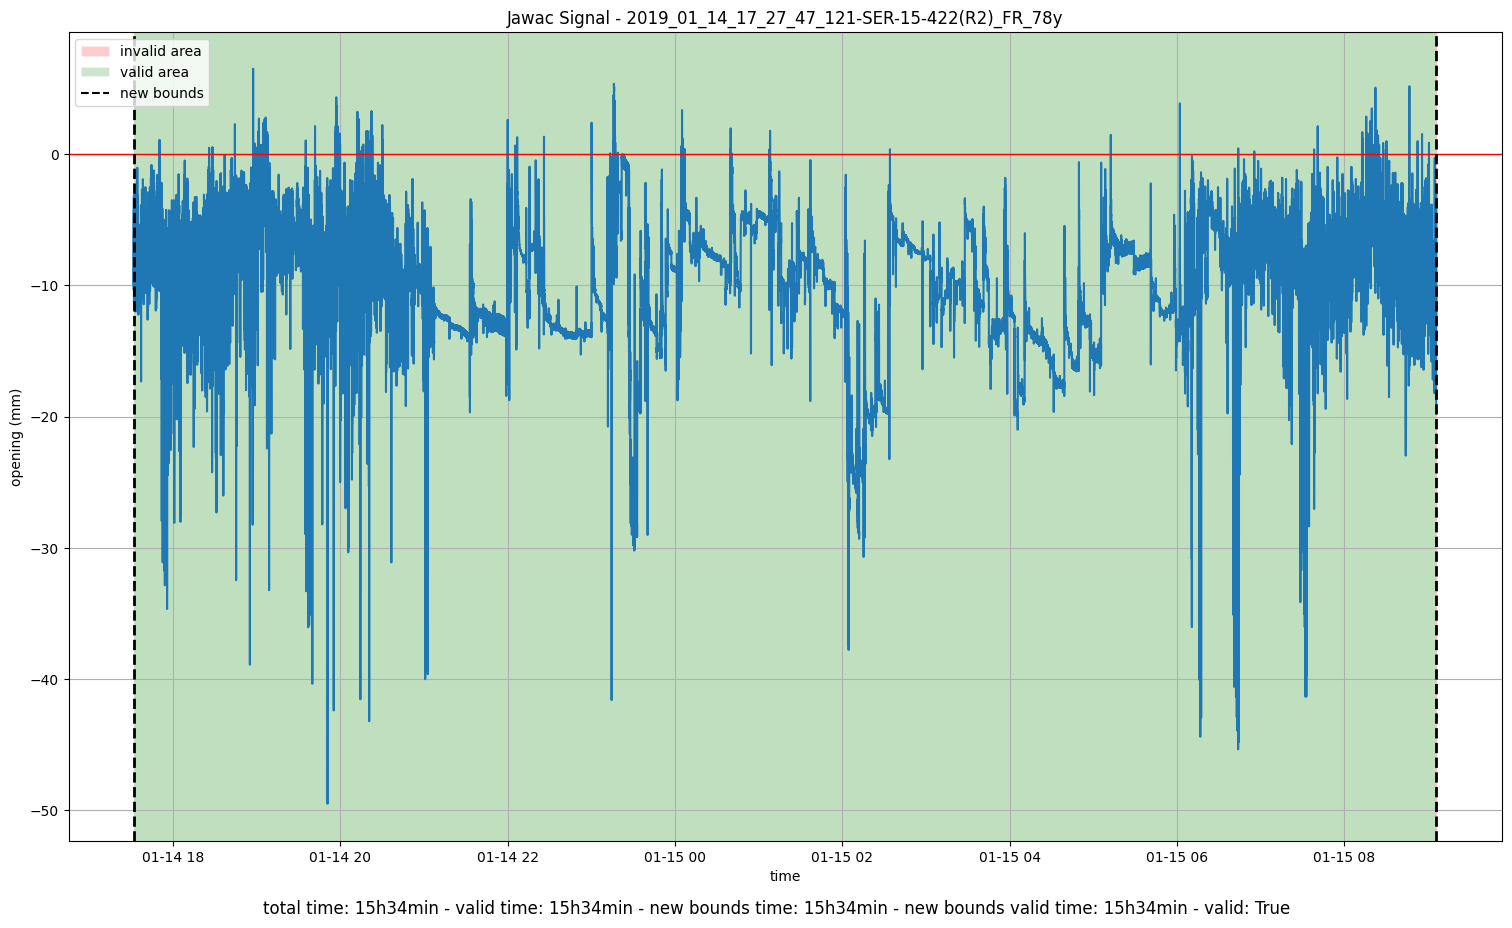 Jawac Signal - 2019_01_14_17_27_47_121-SER-15-422(R2)_FR_78y
invalid area
valid area
new bounds
0
−10
−20
−30
−40
−50
opening (mm)
01-14 18
01-14 20
01-14 22
01-15 00
01-15 02
01-15 04
01-15 06
01-15 08
time
total time: 15h34min - valid time: 15h34min - new bounds time: 15h34min - new bounds valid time: 15h34min - valid: True